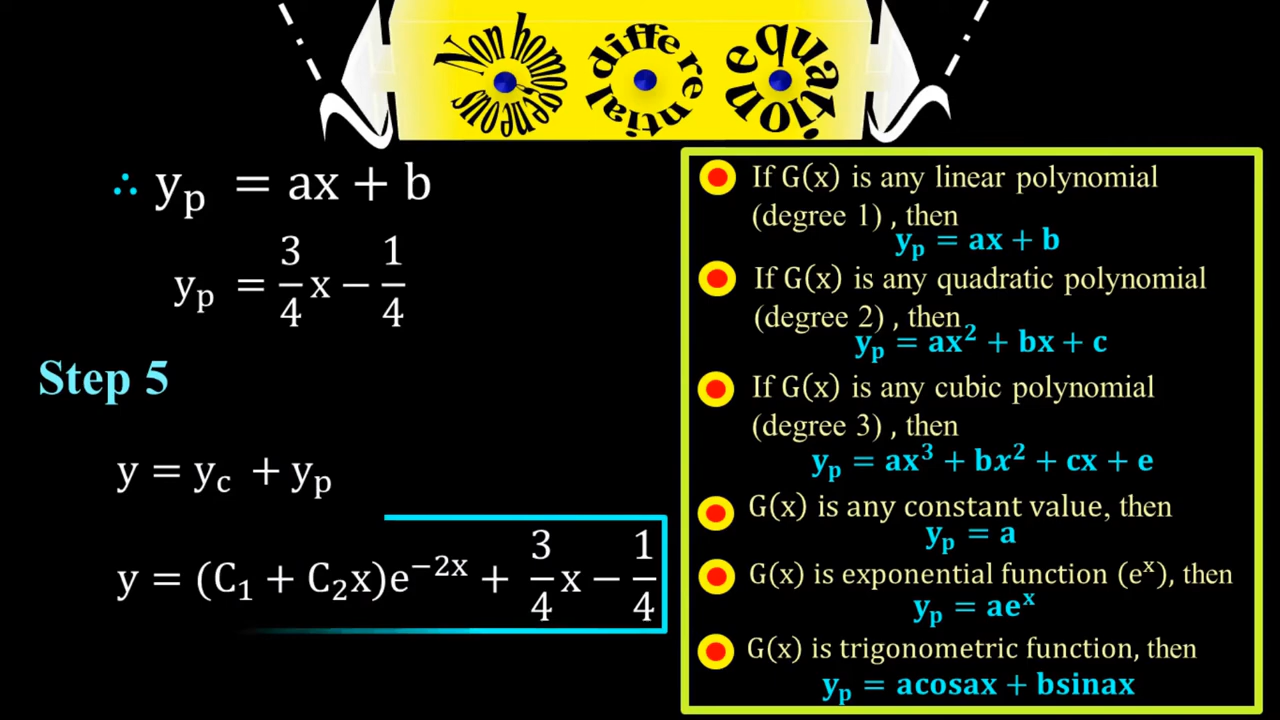 Non homogeneous differential equation
∴ yₚ = ax + b
yₚ = 3/4 x − 1/4
Step 5
y = y_c + yₚ
y = (C₁ + C₂x)e⁻²ˣ + 3/4 x − 1/4
If G(x) is any linear polynomial
(degree 1) , then
yₚ = ax + b
If G(x) is any quadratic polynomial
(degree 2) , then
yₚ = ax² + bx + c
If G(x) is any cubic polynomial
(degree 3) , then
yₚ = ax³ + bx² + cx + e
G(x) is any constant value, then
yₚ = a
G(x) is exponential function (eˣ), then
yₚ = aeˣ
G(x) is trigonometric function, then
yₚ = acosax + bsinax